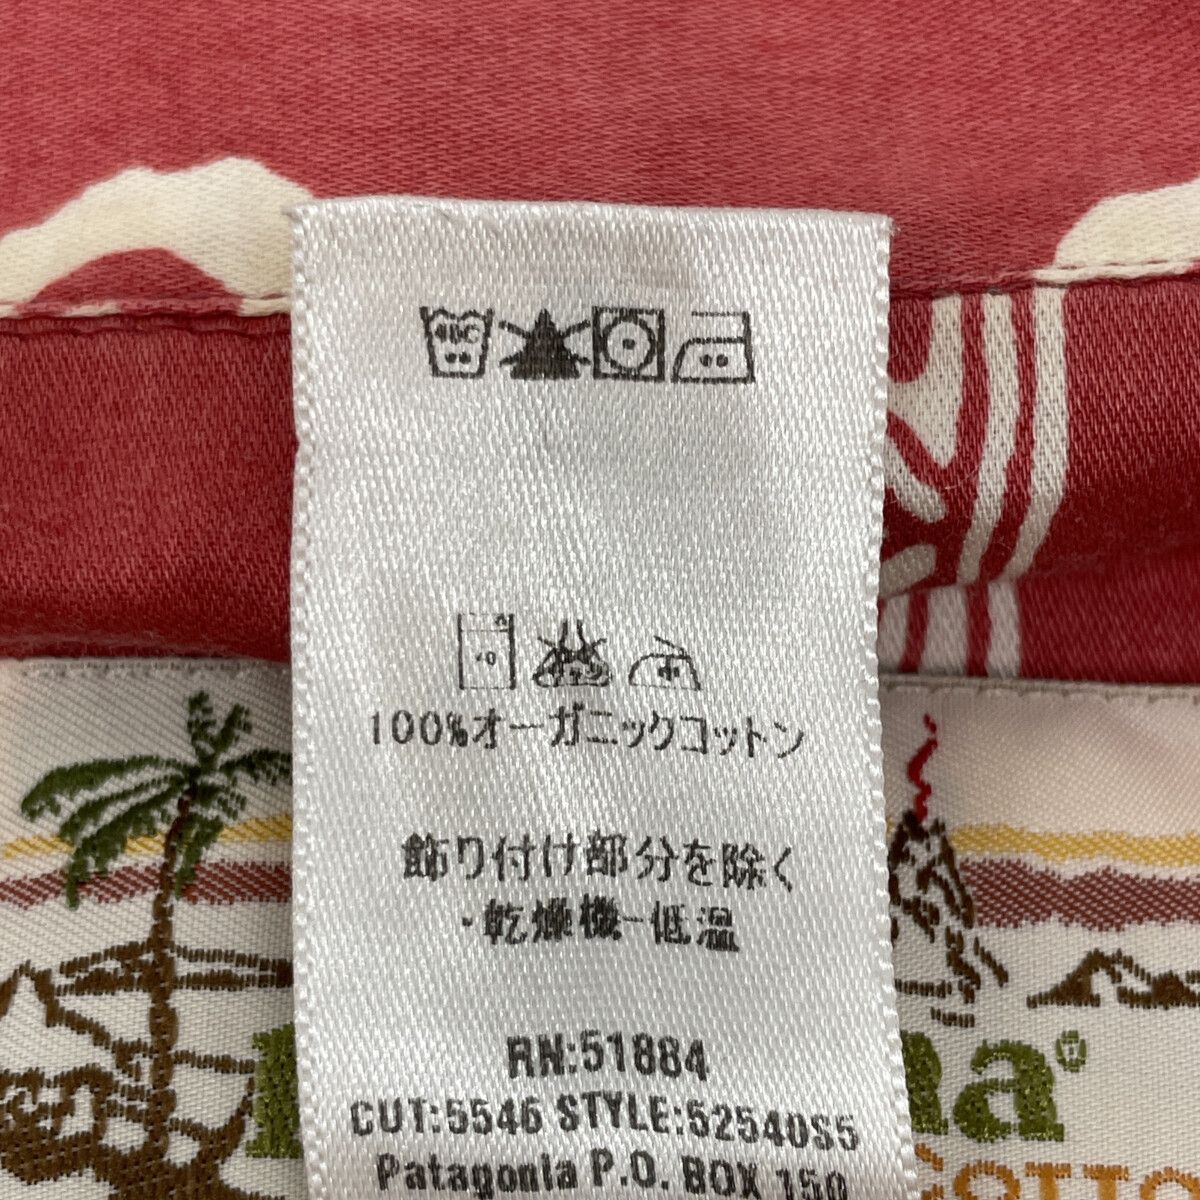 40C
100%オーガニックコットン
飾り付け部分を除く
・乾燥機-低温
RN:51884
CUT:5546 STYLE:52540S5
Patagonia P.O. BOX 150